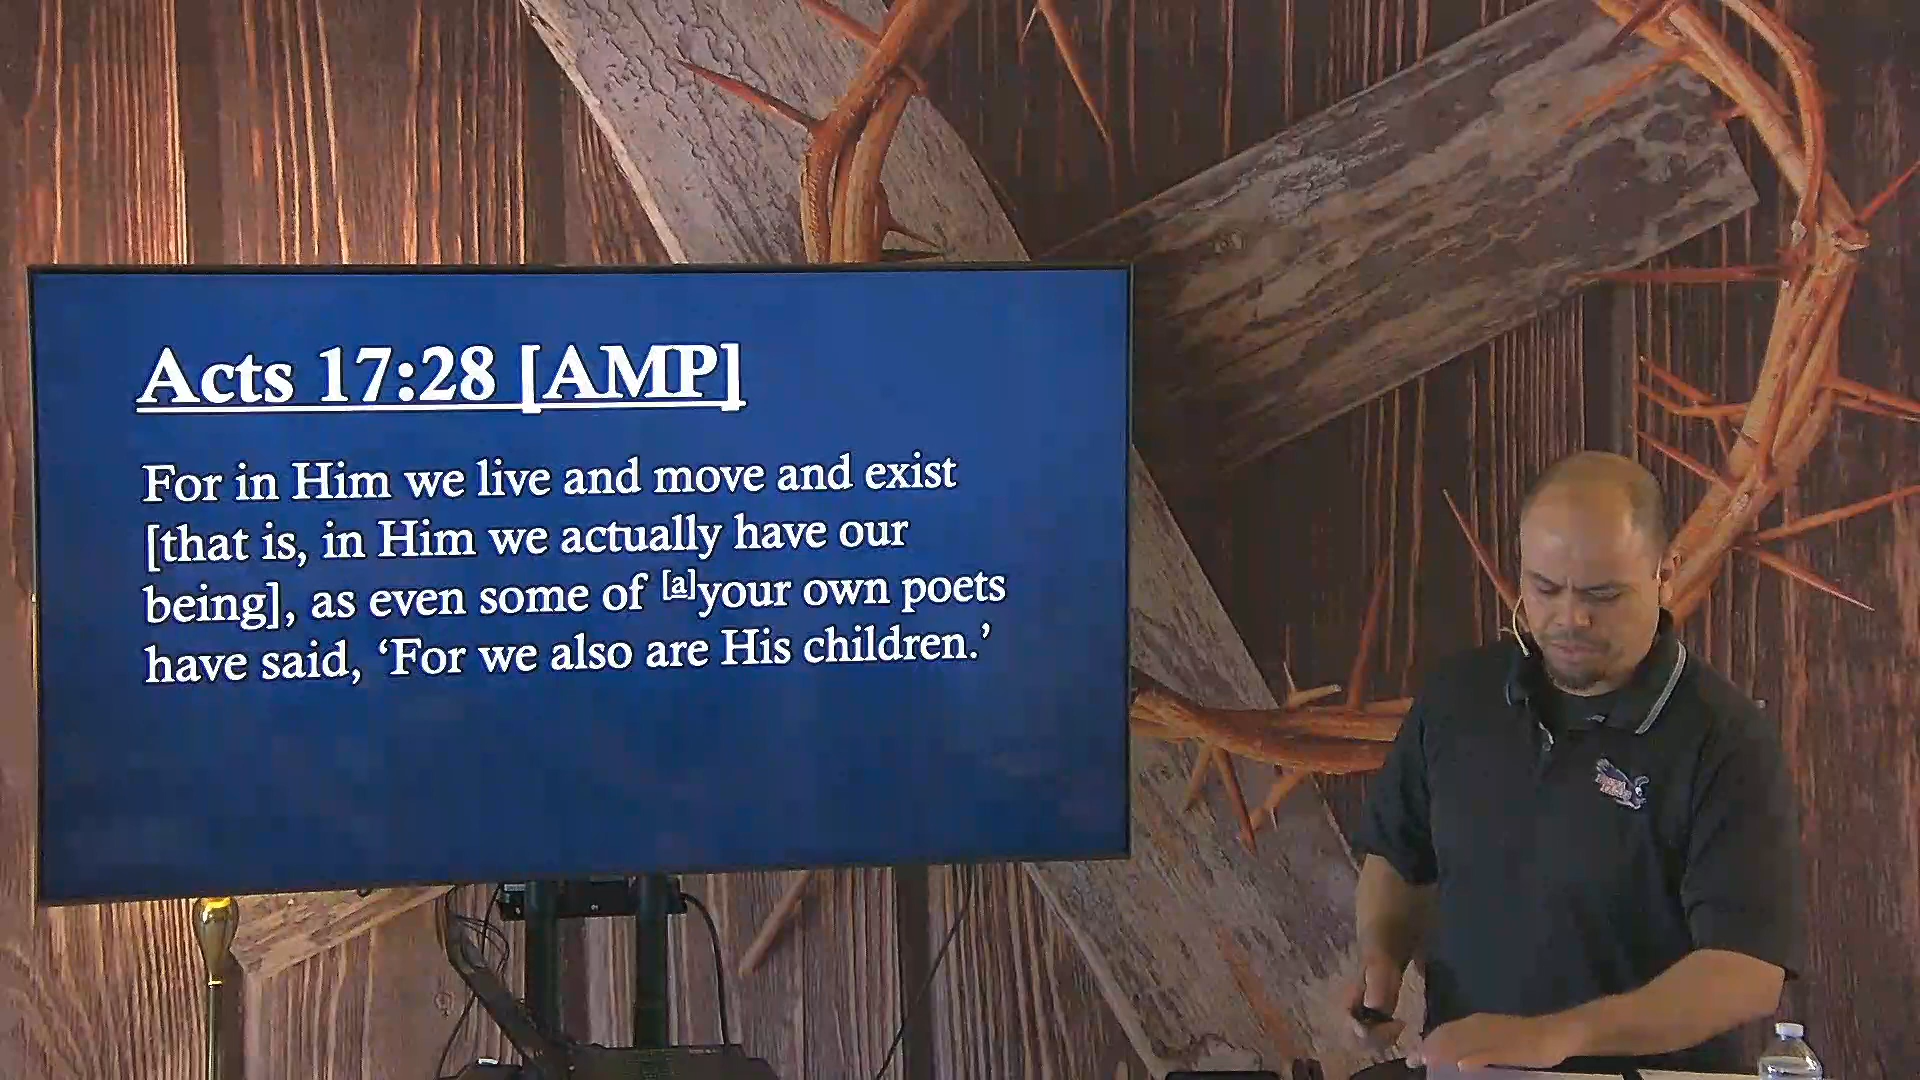 Acts 17:28 [AMP]
For in Him we live and move and exist
[that is, in Him we actually have our
being], as even some of [a]your own poets
have said, ‘For we also are His children.’